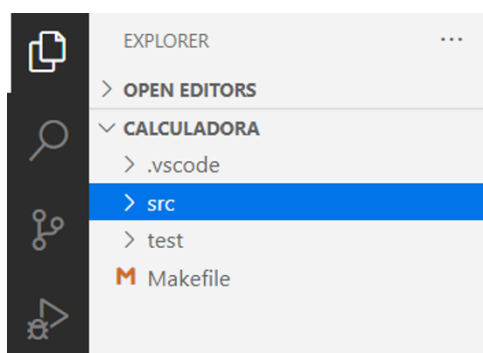 EXPLORER
OPEN EDITORS
CALCULADORA
.vscode
src
test
M Makefile